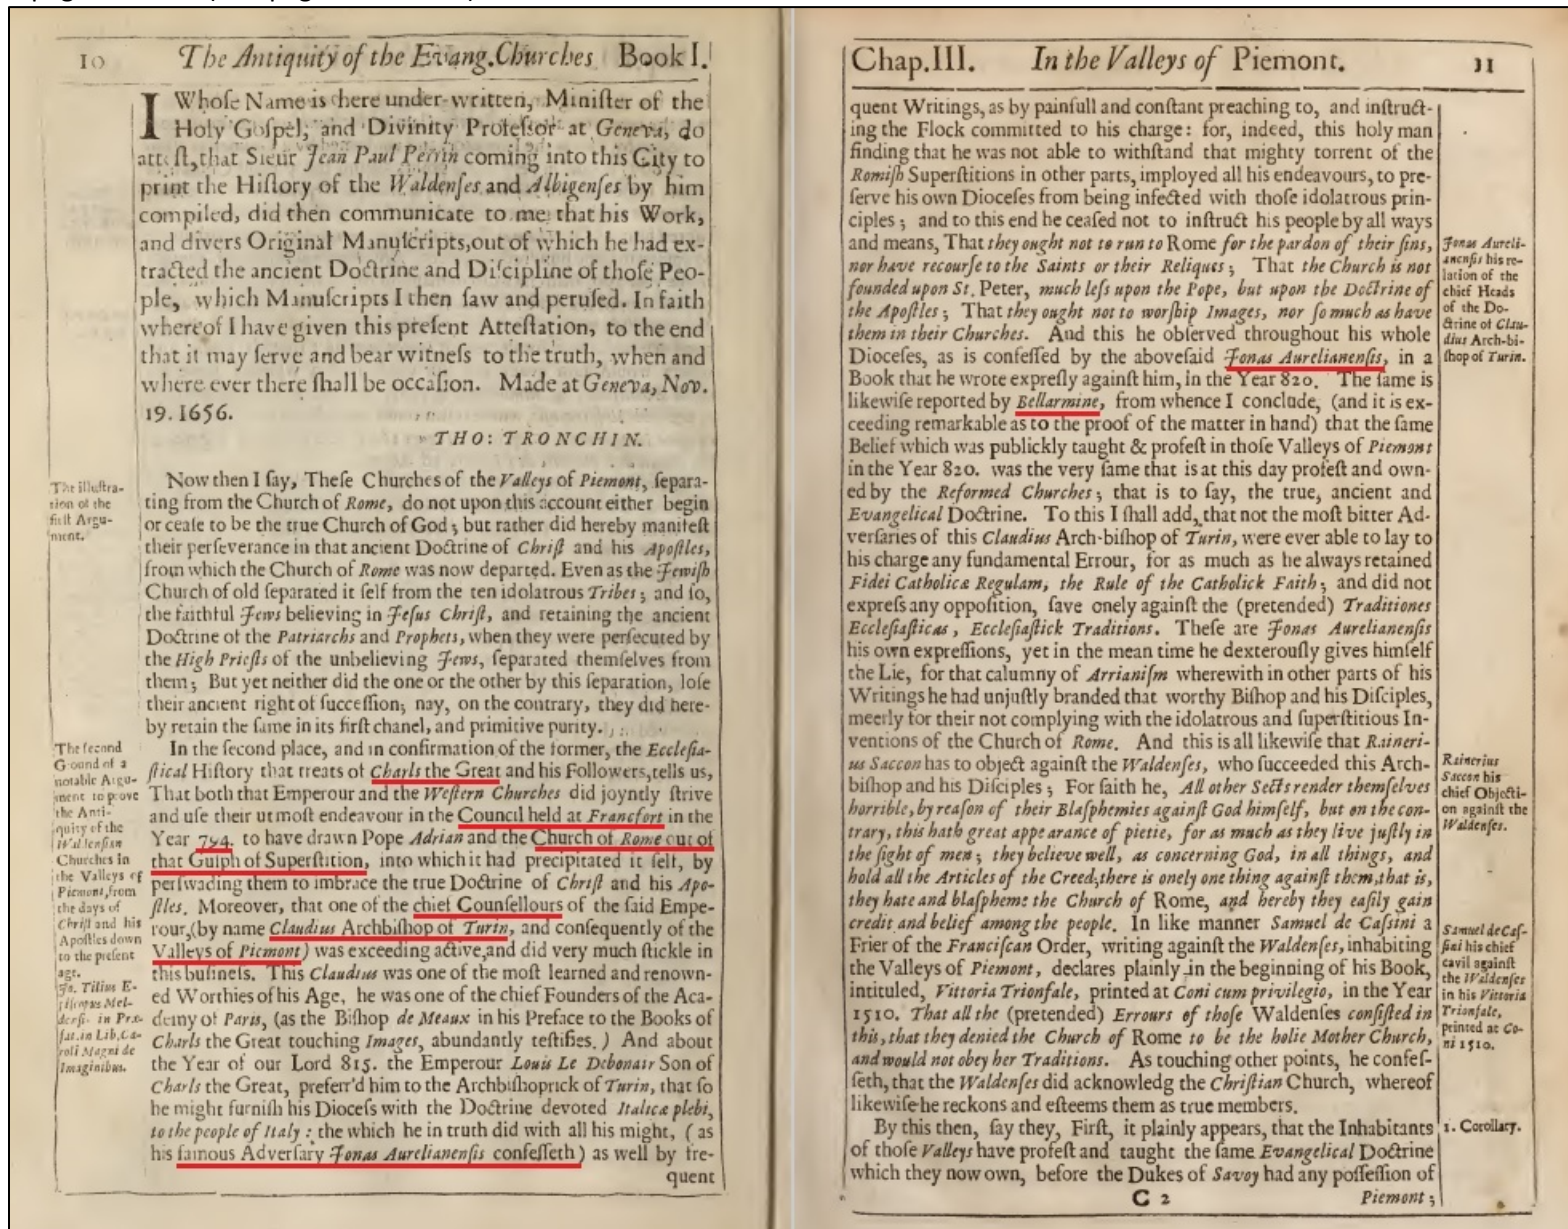 10 The Antiquity of the Evang. Churches Book I.
I Whoſe Name is here under-written, Miniſter of the
Holy Goſpel, and Divinity Profeſſor at Geneva, do
atteſt, that Sieur Jean Paul Perrin coming into this City to
print the Hiſtory of the Waldenſes and Albigenſes by him
compiled, did then communicate to me that his Work,
and divers Original Manuſcripts, out of which he had ex-
tracted the ancient Doctrine and Diſcipline of thoſe Peo-
ple, which Manuſcripts I then ſaw and peruſed. In faith
whereof I have given this preſent Atteſtation, to the end
that it may ſerve and bear witneſs to the truth, when and
where ever there ſhall be occaſion. Made at Geneva, Nov.
19. 1656.
THO: TRONCHIN.
The illuſtra-
tion of the
firſt Argu-
ment.
Now then I ſay, Theſe Churches of the Valleys of Piemont, ſepara-
ting from the Church of Rome, do not upon this account either begin
or ceaſe to be the true Church of God; but rather did hereby manifeſt
their perſeverance in that ancient Doctrine of Chriſt and his Apoſtles,
from which the Church of Rome was now departed. Even as the Jewiſh
Church of old ſeparated it ſelf from the ten idolatrous Tribes; and ſo,
the faithful Jews believing in Jeſus Chriſt, and retaining the ancient
Doctrine of the Patriarchs and Prophets, when they were perſecuted by
the High Prieſts of the unbelieving Jews, ſeparated themſelves from
them; But yet neither did the one or the other by this ſeparation, loſe
their ancient right of ſucceſſion; nay, on the contrary, they did here-
by retain the ſame in its firſt chanel, and primitive purity.
The ſecond
Ground of a
notable Argu-
ment to prove
the Anti-
quity of the
Waldenſian
Churches in
the Valleys of
Piemont, from
the days of
Chriſt and his
Apoſtles down
to the preſent
age.
Jo. Tilius E-
piſcopus Mel-
denſis in Præ-
fat. in Lib. Ca-
roli Magni de
Imaginibus.
In the ſecond place, and in confirmation of the former, the Eccleſia-
ſtical Hiſtory that treats of Charls the Great and his Followers, tells us,
That both that Emperour and the Weſtern Churches did joyntly ſtrive
and uſe their utmoſt endeavour in the Council held at Francfort in the
Year 794. to have drawn Pope Adrian and the Church of Rome out of
that Gulph of Superſtition, into which it had precipitated it ſelf, by
perſwading them to imbrace the true Doctrine of Chriſt and his Apo-
ſtles. Moreover, that one of the chief Counſellours of the ſaid Empe-
rour, (by name Claudius Archbiſhop of Turin, and conſequently of the
Valleys of Piemont) was exceeding active, and did very much ſtickle in
this buſineſs. This Claudius was one of the moſt learned and renown-
ed Worthies of his Age, he was one of the chief Founders of the Aca-
demy of Paris, (as the Biſhop de Meaux in his Preface to the Books of
Charls the Great touching Images, abundantly teſtifies.) And about
the Year of our Lord 815. the Emperour Louis Le Debonair Son of
Charls the Great, preferr'd him to the Archbiſhoprick of Turin, that ſo
he might furniſh his Dioceſs with the Doctrine devoted Italicæ plebi,
to the people of Italy: the which he in truth did with all his might, (as
his famous Adverſary Jonas Aurelianenſis confeſſeth) as well by fre-
quent
Chap. III. In the Valleys of Piemont. 11
quent Writings, as by painfull and conſtant preaching to, and inſtruct-
ing the Flock committed to his charge: for, indeed, this holy man
finding that he was not able to withſtand that mighty torrent of the
Romiſh Superſtitions in other parts, imployed all his endeavours, to pre-
ſerve his own Dioceſes from being infected with thoſe idolatrous prin-
ciples; and to this end he ceaſed not to inſtruct his people by all ways
and means, That they ought not to run to Rome for the pardon of their ſins,
nor have recourſe to the Saints or their Reliques; That the Church is not
founded upon St. Peter, much leſs upon the Pope, but upon the Doctrine of
the Apoſtles; That they ought not to worſhip Images, nor ſo much as have
them in their Churches. And this he obſerved throughout his whole
Dioceſes, as is confeſſed by the aboveſaid Jonas Aurelianenſis, in a
Book that he wrote expreſly againſt him, in the Year 820. The ſame is
likewiſe reported by Bellarmine, from whence I conclude, (and it is ex-
ceeding remarkable as to the proof of the matter in hand) that the ſame
Belief which was publickly taught & profeſt in thoſe Valleys of Piemont
in the Year 820. was the very ſame that is at this day profeſt and own-
ed by the Reformed Churches; that is to ſay, the true, ancient and
Evangelical Doctrine. To this I ſhall add, that not the moſt bitter Ad-
verſaries of this Claudius Arch-biſhop of Turin, were ever able to lay to
his charge any fundamental Errour, for as much as he always retained
Fidei Catholicæ Regulam, the Rule of the Catholick Faith; and did not
expreſs any oppoſition, ſave onely againſt the (pretended) Traditiones
Eccleſiaſticas, Eccleſiaſtick Traditions. Theſe are Jonas Aurelianenſis
his own expreſſions, yet in the mean time he dexterouſly gives himſelf
the Lie, for that calumny of Arrianiſm wherewith in other parts of his
Writings he had unjuſtly branded that worthy Biſhop and his Diſciples,
meerly for their not complying with the idolatrous and ſuperſtitious In-
ventions of the Church of Rome. And this is all likewiſe that Raineri-
us Saccon has to object againſt the Waldenſes, who ſucceeded this Arch-
biſhop and his Diſciples; For ſaith he, All other Sects render themſelves
horrible, by reaſon of their Blaſphemies againſt God himſelf, but on the con-
trary, this hath great appearance of pietie, for as much as they live juſtly in
the ſight of men; they believe well, as concerning God, in all things, and
hold all the Articles of the Creed; there is onely one thing againſt them, that is,
they hate and blaſpheme the Church of Rome, and hereby they eaſily gain
credit and belief among the people. In like manner Samuel de Caſſini a
Frier of the Franciſcan Order, writing againſt the Waldenſes, inhabiting
the Valleys of Piemont, declares plainly in the beginning of his Book,
intituled, Vittoria Trionfale, printed at Coni cum privilegio, in the Year
1510. That all the (pretended) Errours of thoſe Waldenſes conſiſted in
this, that they denied the Church of Rome to be the holie Mother Church,
and would not obey her Traditions. As touching other points, he confeſ-
ſeth, that the Waldenſes did acknowledg the Chriſtian Church, whereof
likewiſe he reckons and eſteems them as true members.
By this then, ſay they, Firſt, it plainly appears, that the Inhabitants
of thoſe Valleys have profeſt and taught the ſame Evangelical Doctrine
which they now own, before the Dukes of Savoy had any poſſeſſion of
C 2 Piemont;
Jonas Aureli-
anenſis his re-
lation of the
chief Heads
of the Do-
ctrine of Clau-
dius Arch-bi-
ſhop of Turin.
Rainerius
Saccon his
chief Objecti-
on againſt the
Waldenſes.
Samuel de Caſ-
ſini his chief
cavil againſt
the Waldenſes
in his Vittoria
Trionfale,
printed at Co-
ni 1510.
1. Corollary.